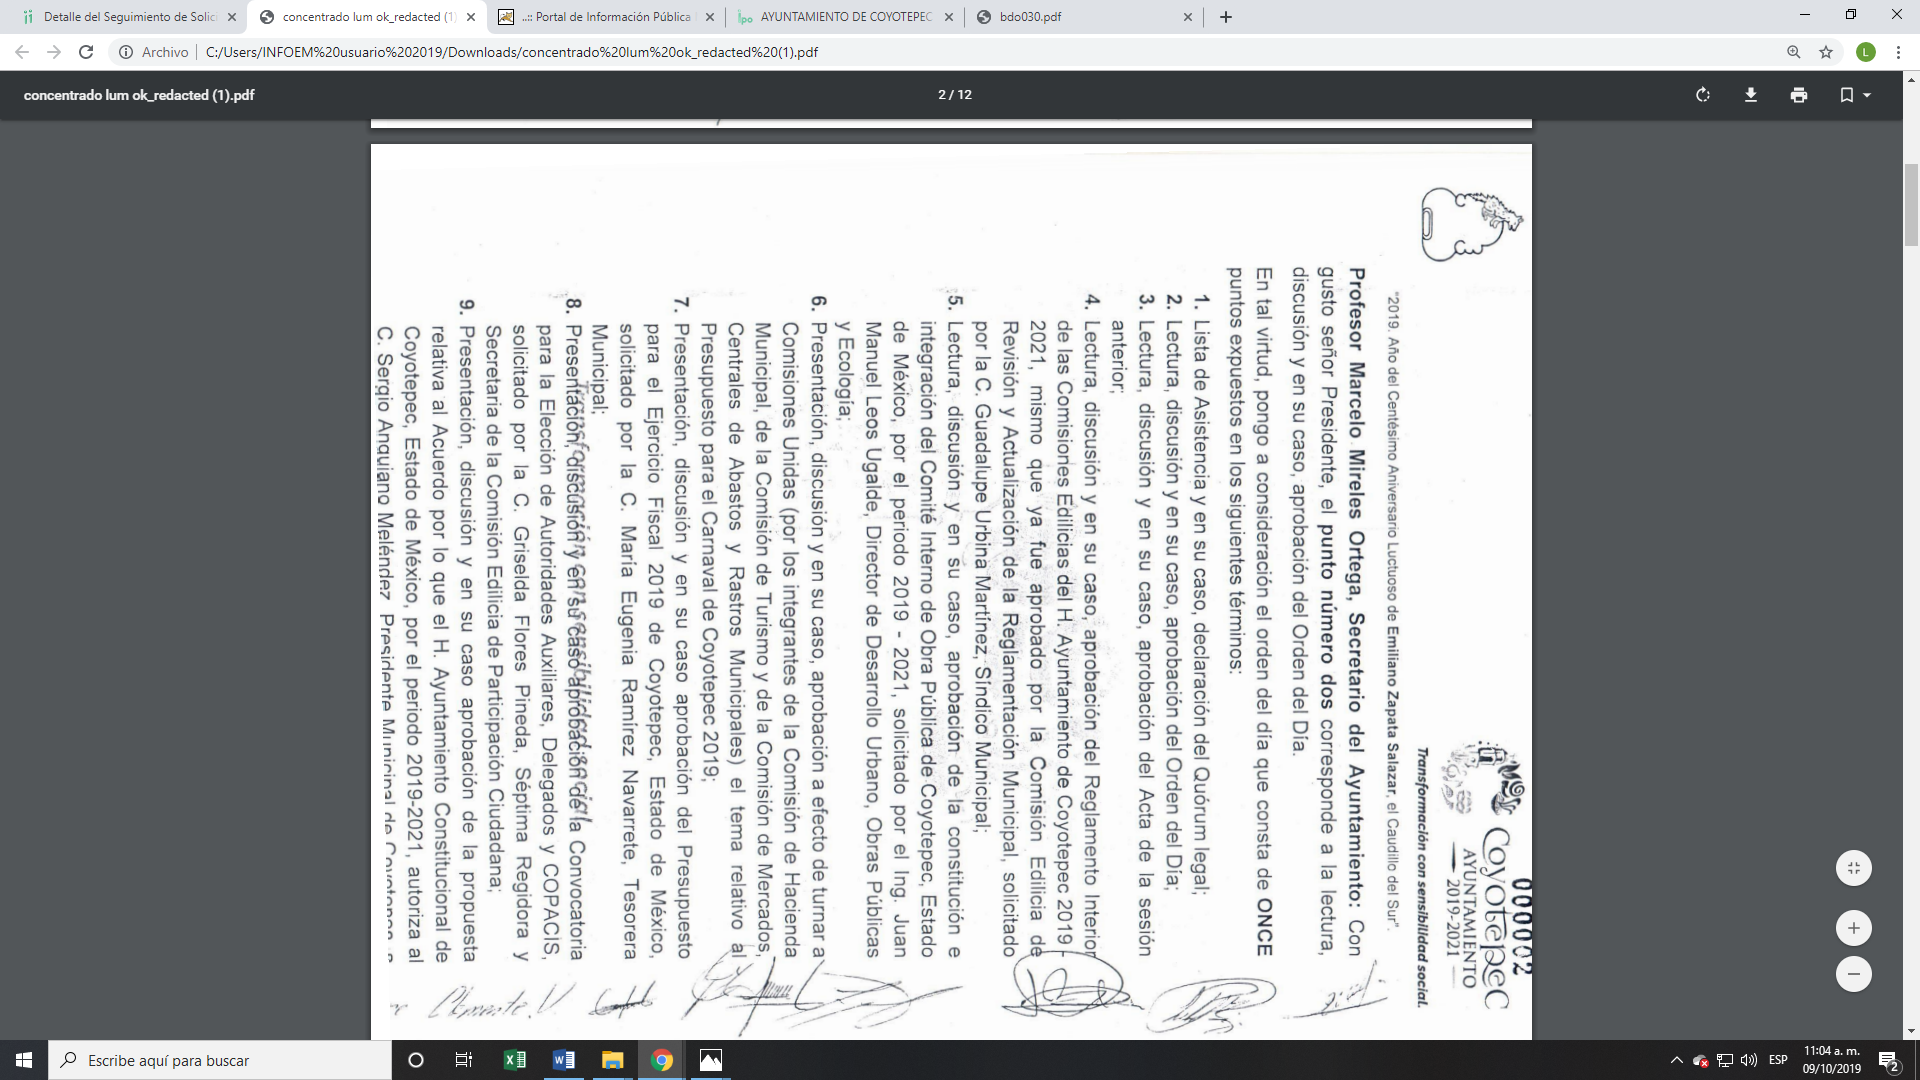 Detalle del Seguimiento de Solici
concentrado lum ok_redacted (1)
..:: Portal de Información Pública
AYUNTAMIENTO DE COYOTEPEC
bdo030.pdf
Archivo
C:/Users/INFOEM%20usuario%202019/Downloads/concentrado%20lum%20ok_redacted%20(1).pdf
L
concentrado lum ok_redacted (1).pdf
2 / 12
000002
Coyotepec
AYUNTAMIENTO
2019-2021
Transformación con sensibilidad social.
"2019. Año del Centésimo Aniversario Luctuoso de Emiliano Zapata Salazar, el Caudillo del Sur".
Profesor Marcelo Mireles Ortega, Secretario del Ayuntamiento: Con
gusto señor Presidente, el punto número dos corresponde a la lectura,
discusión y en su caso, aprobación del Orden del Día.
En tal virtud, pongo a consideración el orden del día que consta de ONCE
puntos expuestos en los siguientes términos:
1. Lista de Asistencia y en su caso, declaración del Quórum legal;
2. Lectura, discusión y en su caso, aprobación del Orden del Día;
3. Lectura, discusión y en su caso, aprobación del Acta de la sesión
anterior;
4. Lectura, discusión y en su caso, aprobación del Reglamento Interior
de las Comisiones Edilicias del H. Ayuntamiento de Coyotepec 2019 -
2021, mismo que ya fue aprobado por la Comisión Edilicia de
Revisión y Actualización de la Reglamentación Municipal, solicitado
por la C. Guadalupe Urbina Martínez, Síndico Municipal;
5. Lectura, discusión y en su caso, aprobación de la constitución e
integración del Comité Interno de Obra Pública de Coyotepec, Estado
de México, por el periodo 2019 - 2021, solicitado por el Ing. Juan
Manuel Leos Ugalde, Director de Desarrollo Urbano, Obras Públicas
y Ecología;
6. Presentación, discusión y en su caso, aprobación a efecto de turnar a
Comisiones Unidas (por los integrantes de la Comisión de Hacienda
Municipal, de la Comisión de Turismo y de la Comisión de Mercados,
Centrales de Abastos y Rastros Municipales) el tema relativo al
Presupuesto para el Carnaval de Coyotepec 2019;
7. Presentación, discusión y en su caso aprobación del Presupuesto
para el Ejercicio Fiscal 2019 de Coyotepec, Estado de México,
solicitado por la C. María Eugenia Ramírez Navarrete, Tesorera
Municipal;
Transformación con sensibilidad social
8. Presentación, discusión y en su caso aprobación de la Convocatoria
para la Elección de Autoridades Auxiliares, Delegados y COPACIS,
solicitado por la C. Griselda Flores Pineda, Séptima Regidora y
Secretaria de la Comisión Edilicia de Participación Ciudadana;
9. Presentación, discusión y en su caso aprobación de la propuesta
relativa al Acuerdo por lo que el H. Ayuntamiento Constitucional de
Coyotepec, Estado de México, por el periodo 2019-2021, autoriza al
C. Sergio Anguiano Meléndez Presidente Municipal de Coyotepec
Clemente V.
Escribe aquí para buscar
ESP
11:04 a. m.
09/10/2019
2